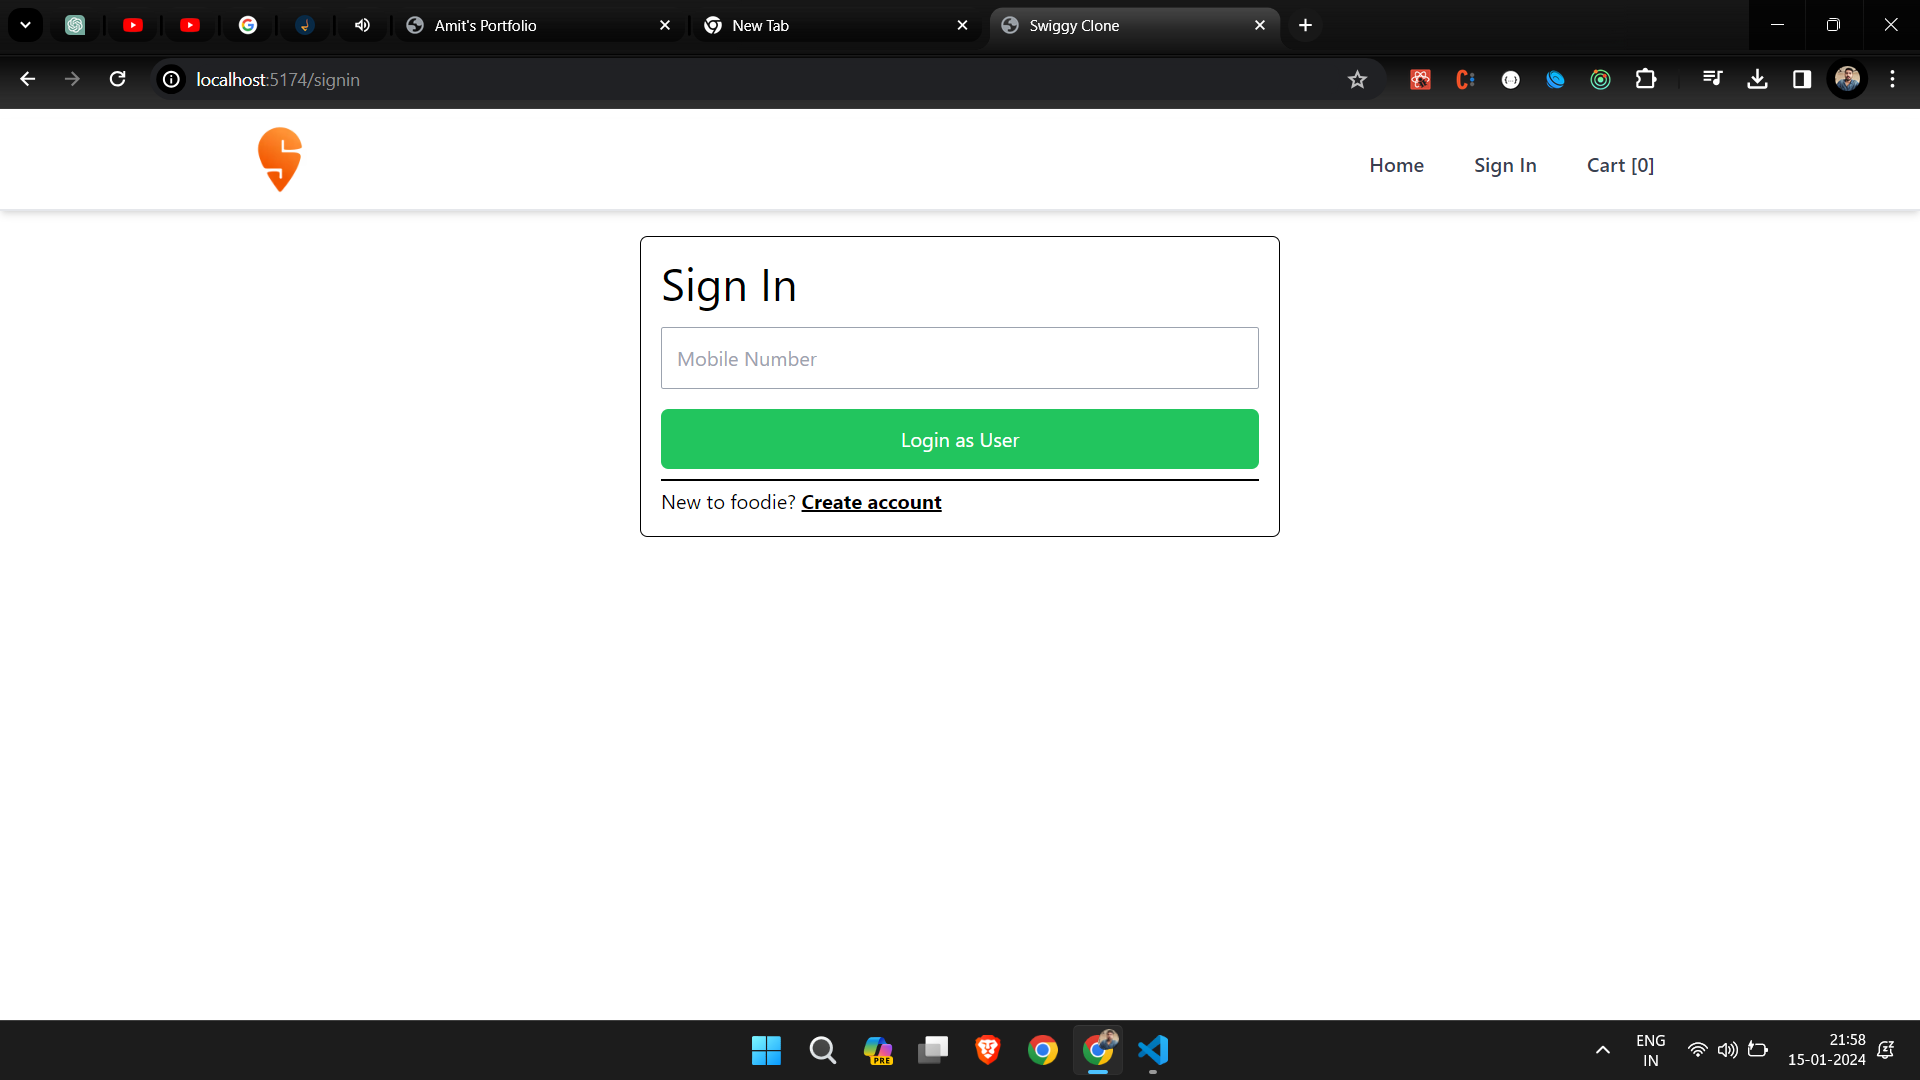 Amit's Portfolio
New Tab
Swiggy Clone
localhost:5174/signin
Home
Sign In
Cart [0]
Sign In
Mobile Number
Login as User
New to foodie? Create account
PRE
ENG
IN
21:58
15-01-2024